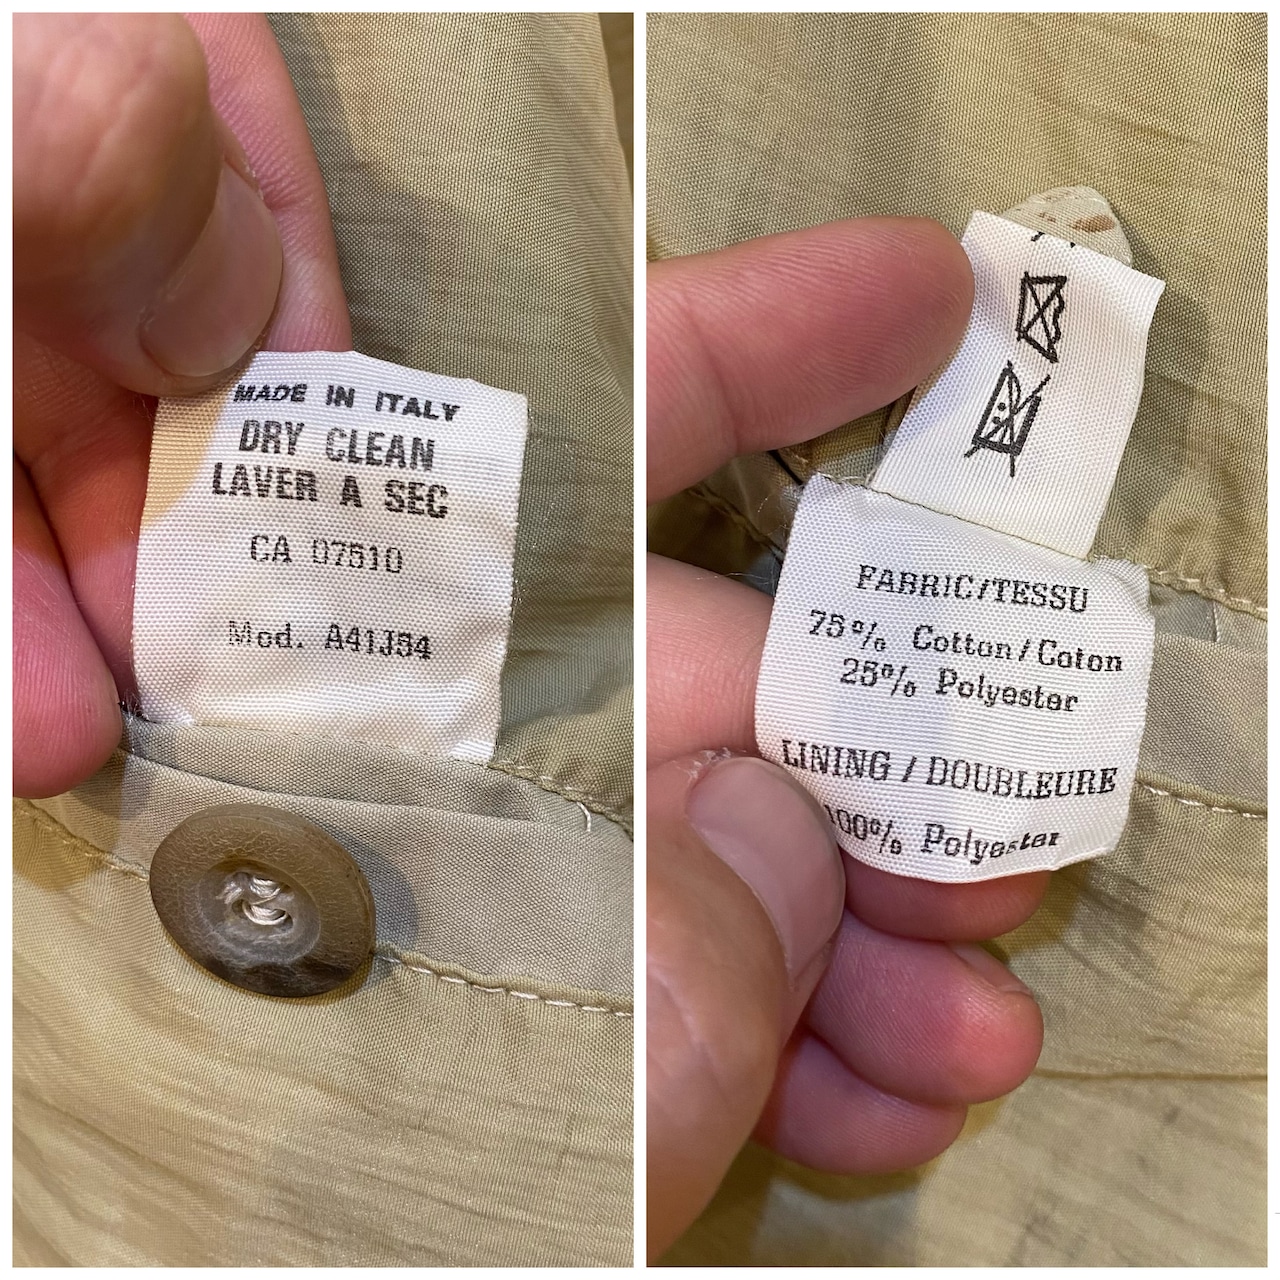 MADE IN ITALY
DRY CLEAN
LAVER A SEC
CA 07510
Mod. A41J54
FABRIC/TESSU
75% Cotton/Coton
25% Polyester
LINING / DOUBLEURE
100% Polyester